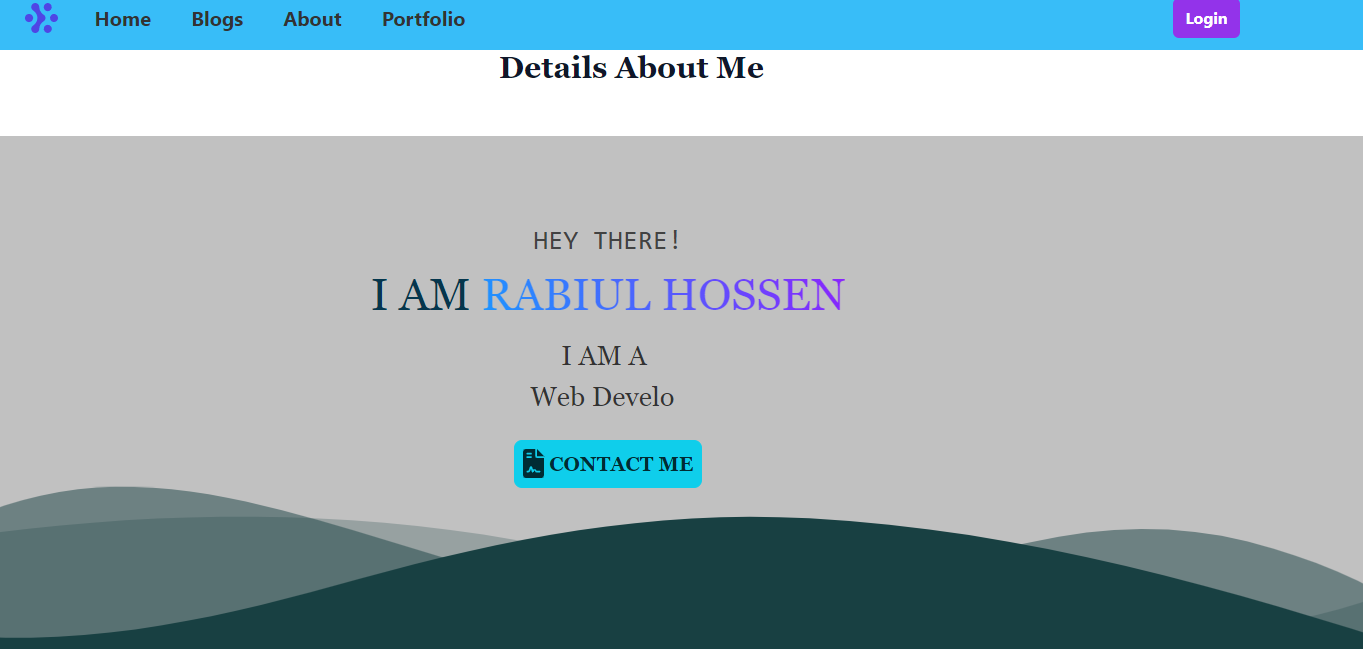 Home Blogs About Portfolio Login
Details About Me
HEY THERE!
I AM RABIUL HOSSEN
I AM A
Web Develo
CONTACT ME